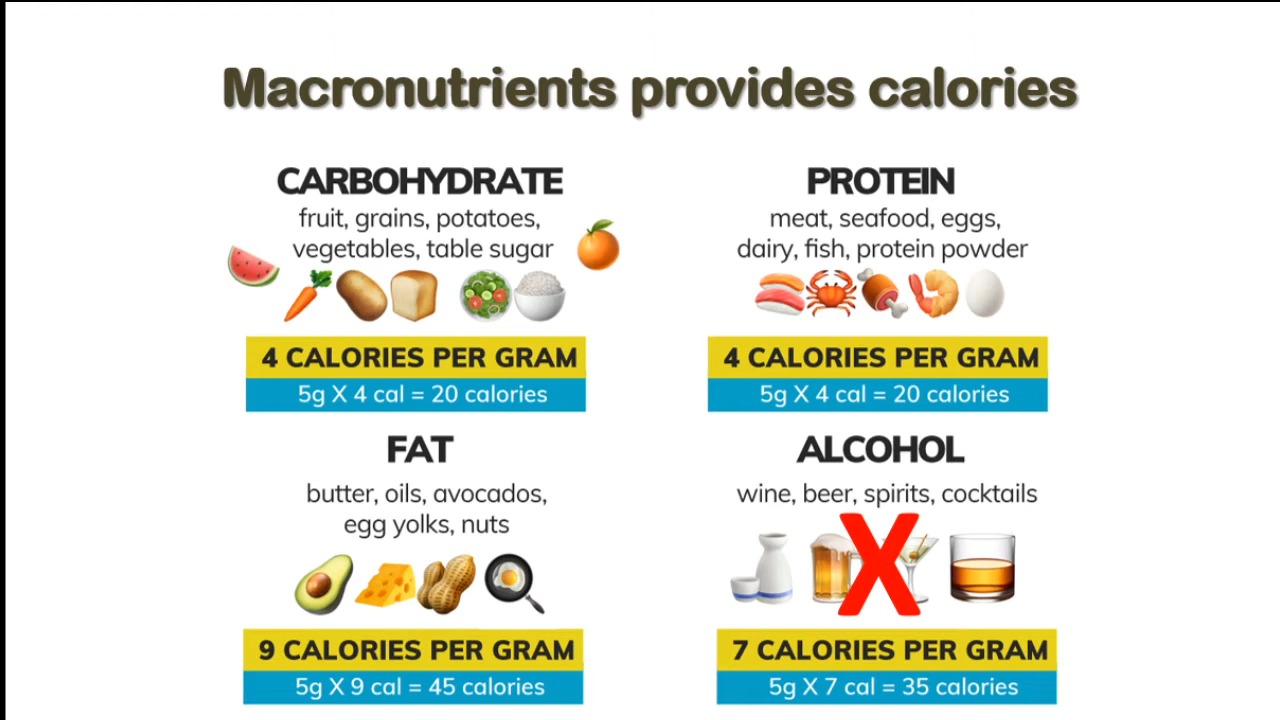 Macronutrients provides calories
CARBOHYDRATE
fruit, grains, potatoes,
vegetables, table sugar
4 CALORIES PER GRAM
5g X 4 cal = 20 calories
PROTEIN
meat, seafood, eggs,
dairy, fish, protein powder
4 CALORIES PER GRAM
5g X 4 cal = 20 calories
FAT
butter, oils, avocados,
egg yolks, nuts
9 CALORIES PER GRAM
5g X 9 cal = 45 calories
ALCOHOL
wine, beer, spirits, cocktails
X
7 CALORIES PER GRAM
5g X 7 cal = 35 calories